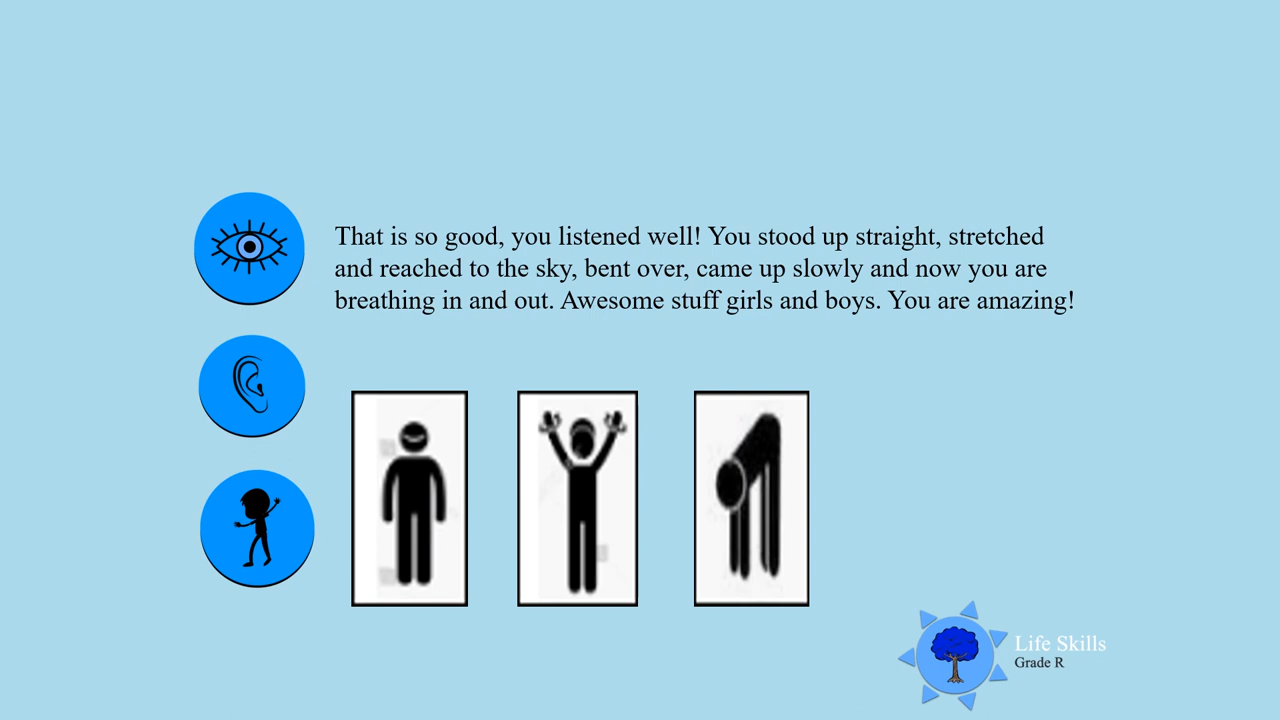 That is so good, you listened well! You stood up straight, stretched
and reached to the sky, bent over, came up slowly and now you are
breathing in and out. Awesome stuff girls and boys. You are amazing!
Life Skills
Grade R